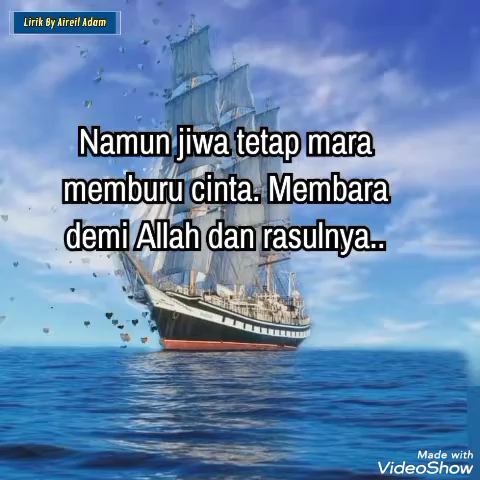 Lirik By Aireil Adam
Namun jiwa tetap mara
memburu cinta. Membara
demi Allah dan rasulnya..
Made with
VideoShow